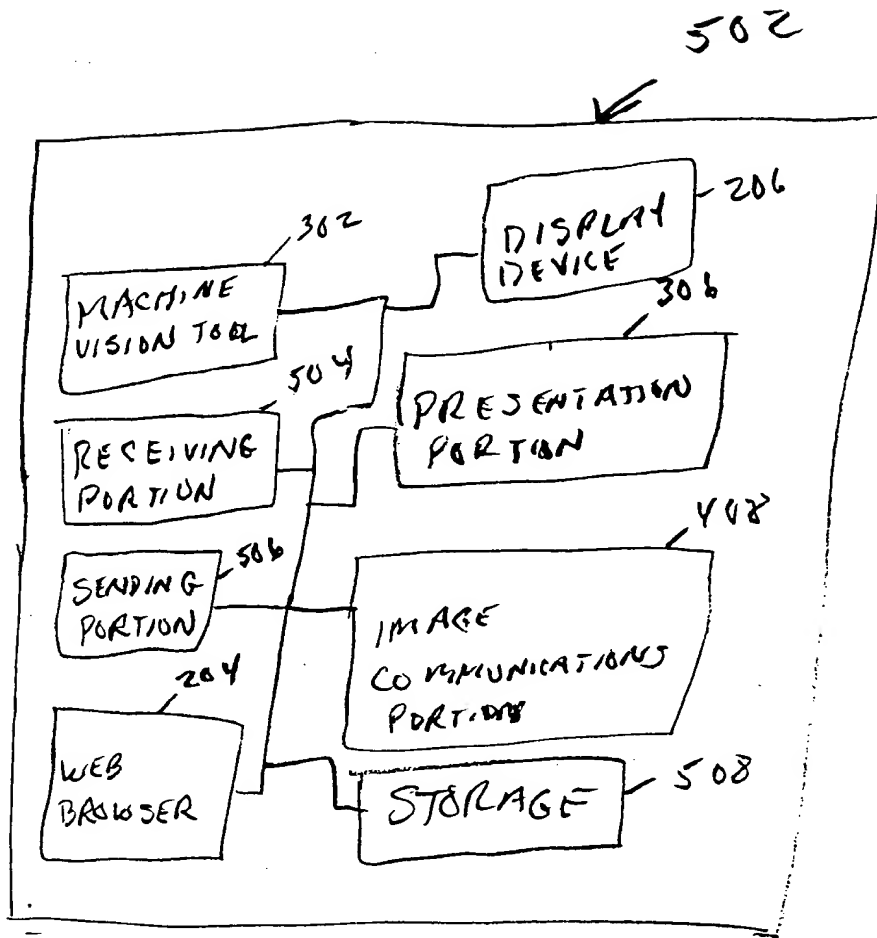 502
206
302
DISPLAY
DEVICE
MACHINE
VISION TOOL
306
504
PRESENTATION
PORTION
RECEIVING
PORTION
408
506
SENDING
PORTION
IMAGE
COMMUNICATIONS
PORTION
204
WEB
BROWSER
508
STORAGE